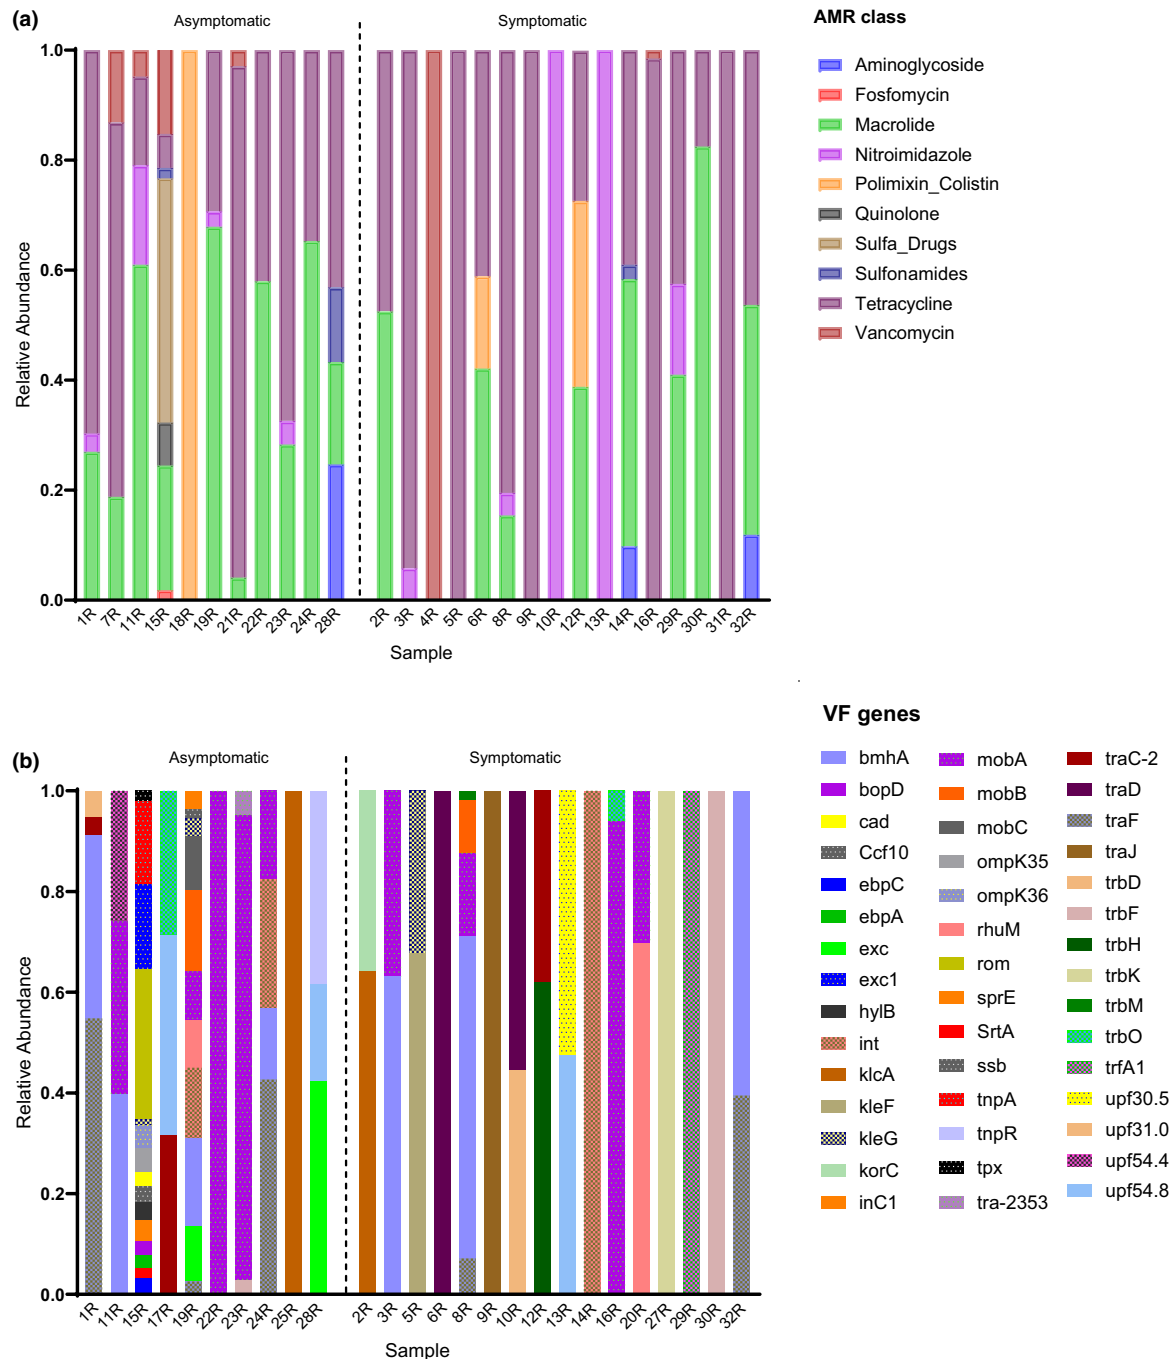 (a)
Asymptomatic
Symptomatic
AMR class
Aminoglycoside
Fosfomycin
Macrolide
Nitroimidazole
Polimixin_Colistin
Quinolone
Sulfa_Drugs
Sulfonamides
Tetracycline
Vancomycin
Relative Abundance
1.0
0.8
0.6
0.4
0.2
0.0
1R 7R 11R 15R 18R 19R 21R 22R 23R 24R 28R 2R 3R 4R 5R 6R 8R 9R 10R 12R 13R 14R 16R 29R 30R 31R 32R
Sample
(b)
Asymptomatic
Symptomatic
VF genes
bmhA
bopD
cad
Ccf10
ebpC
ebpA
exc
exc1
hylB
int
klcA
kleF
kleG
korC
inC1
mobA
mobB
mobC
ompK35
ompK36
rhuM
rom
sprE
SrtA
ssb
tnpA
tnpR
tpx
tra-2353
traC-2
traD
traF
traJ
trbD
trbF
trbH
trbK
trbM
trbO
trfA1
upf30.5
upf31.0
upf54.4
upf54.8
Relative Abundance
1.0
0.8
0.6
0.4
0.2
0.0
1R 11R 15R 17R 19R 22R 23R 24R 25R 28R 2R 3R 5R 6R 8R 9R 10R 12R 13R 14R 16R 20R 27R 29R 30R 32R
Sample